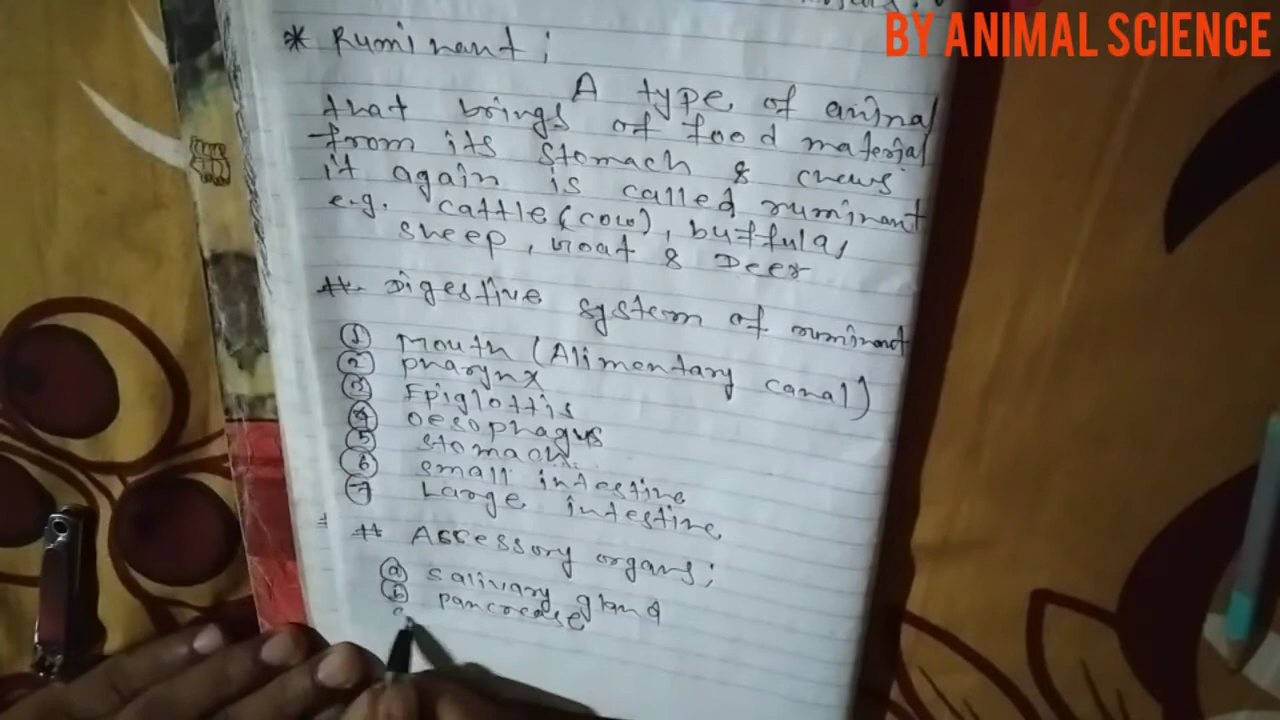 BY ANIMAL SCIENCE
* Ruminant ;
A type of animal
that brings of food material
from its stomach & chews
it again is called ruminant
e.g. cattle (cow), buffula,
sheep, Goat & Deer
## Digestive system of ruminant
① Mouth (Alimentary canal)
② Pharynx
③ Epiglottis
④ Oesophagus
⑤ Stomach
⑥ Small intestine
⑦ Large intestine
# Accessory organs ;
ⓐ Salivary gland
ⓑ Pancrease
c